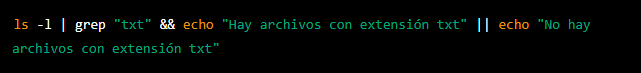 ls -l | grep "txt" && echo "Hay archivos con extensión txt" || echo "No hay
archivos con extensión txt"